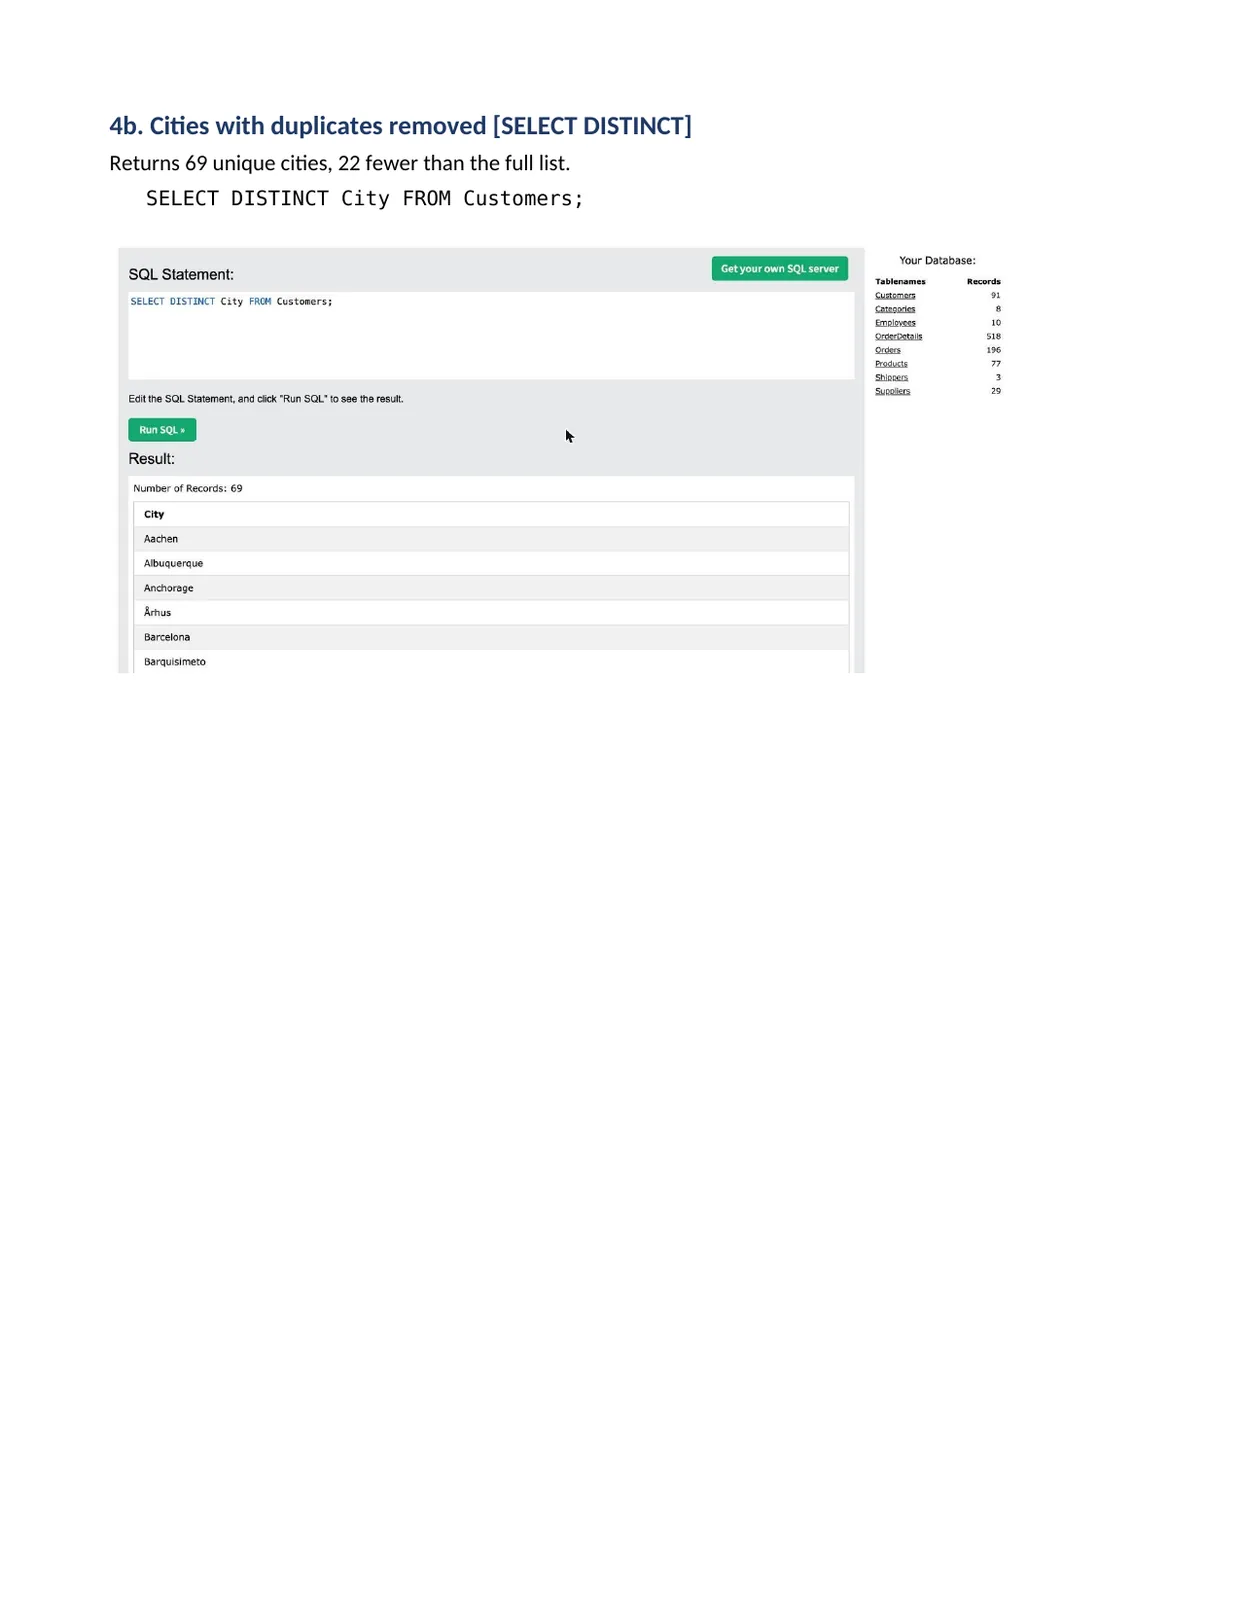 4b. Cities with duplicates removed [SELECT DISTINCT]
Returns 69 unique cities, 22 fewer than the full list.
SELECT DISTINCT City FROM Customers;
SQL Statement:
Get your own SQL server
SELECT DISTINCT City FROM Customers;
Edit the SQL Statement, and click "Run SQL" to see the result.
Run SQL »
Result:
Number of Records: 69
City
Aachen
Albuquerque
Anchorage
Århus
Barcelona
Barquisimeto
Your Database:
Tablenames Records
Customers 91
Categories 8
Employees 10
OrderDetails 518
Orders 196
Products 77
Shippers 3
Suppliers 29